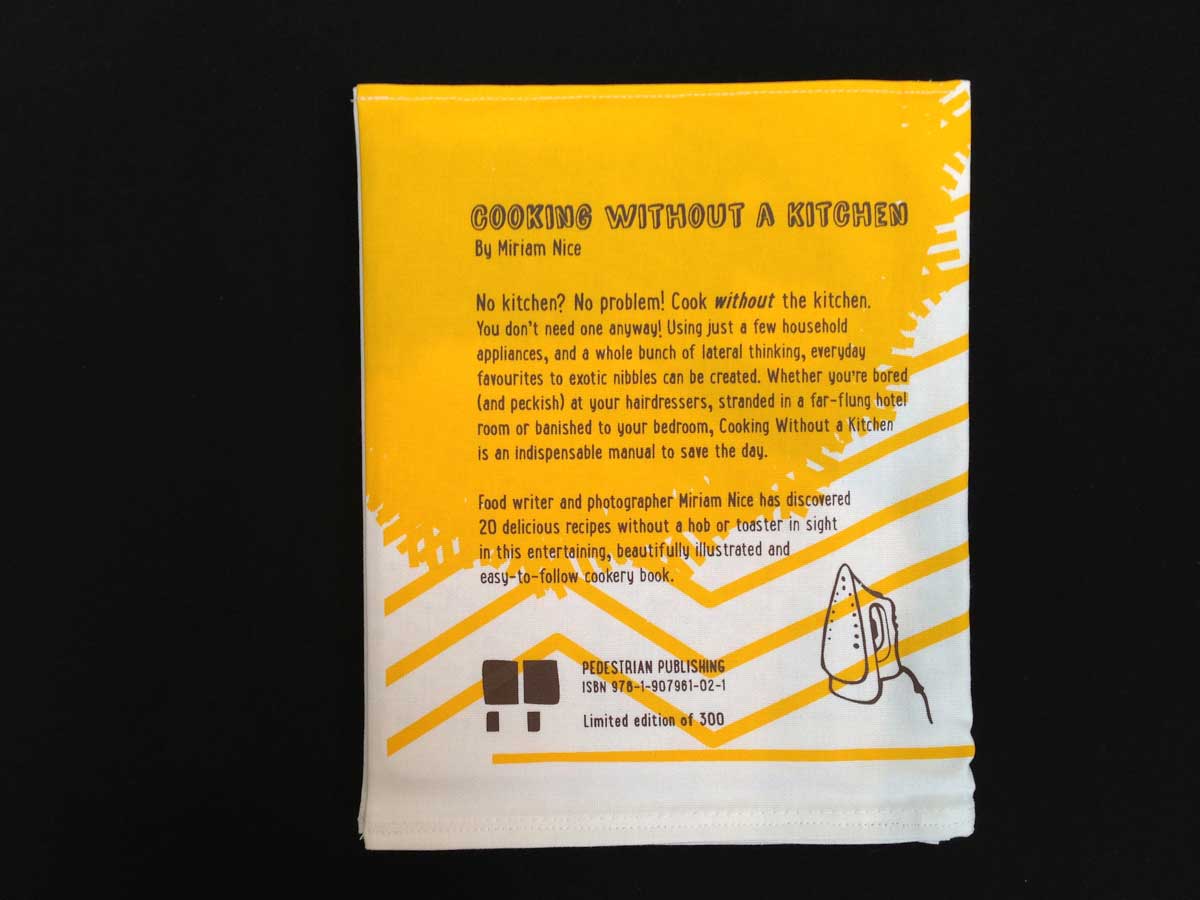 COOKING WITHOUT A KITCHEN
By Miriam Nice
No kitchen? No problem! Cook without the kitchen.
You don't need one anyway! Using just a few household
appliances, and a whole bunch of lateral thinking, everyday
favourites to exotic nibbles can be created. Whether you're bored
(and peckish) at your hairdressers, stranded in a far-flung hotel
room or banished to your bedroom, Cooking Without a Kitchen
is an indispensable manual to save the day.
Food writer and photographer Miriam Nice has discovered
20 delicious recipes without a hob or toaster in sight
in this entertaining, beautifully illustrated and
easy-to-follow cookery book.
PEDESTRIAN PUBLISHING
ISBN 978-1-907961-02-1
Limited edition of 300